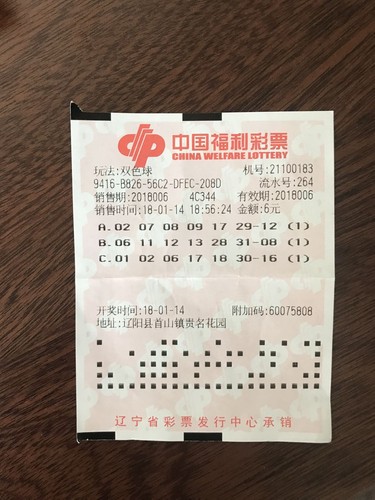 中国福利彩票
CHINA WELFARE LOTTERY
玩法:双色球 机号:21100183
9416-B826-56C2-DFEC-208D 流水号:264
销售期:2018006 4C344 有效期:2018006
销售时间:18-01-14 18:56:24 金额:6元
A.02 07 08 09 17 29-12 (1)
B.06 11 12 13 28 31-08 (1)
C.01 02 06 17 18 30-16 (1)
开奖时间:18-01-14 附加码:60075808
地址:辽阳县首山镇贵名花园
辽宁省彩票发行中心承销